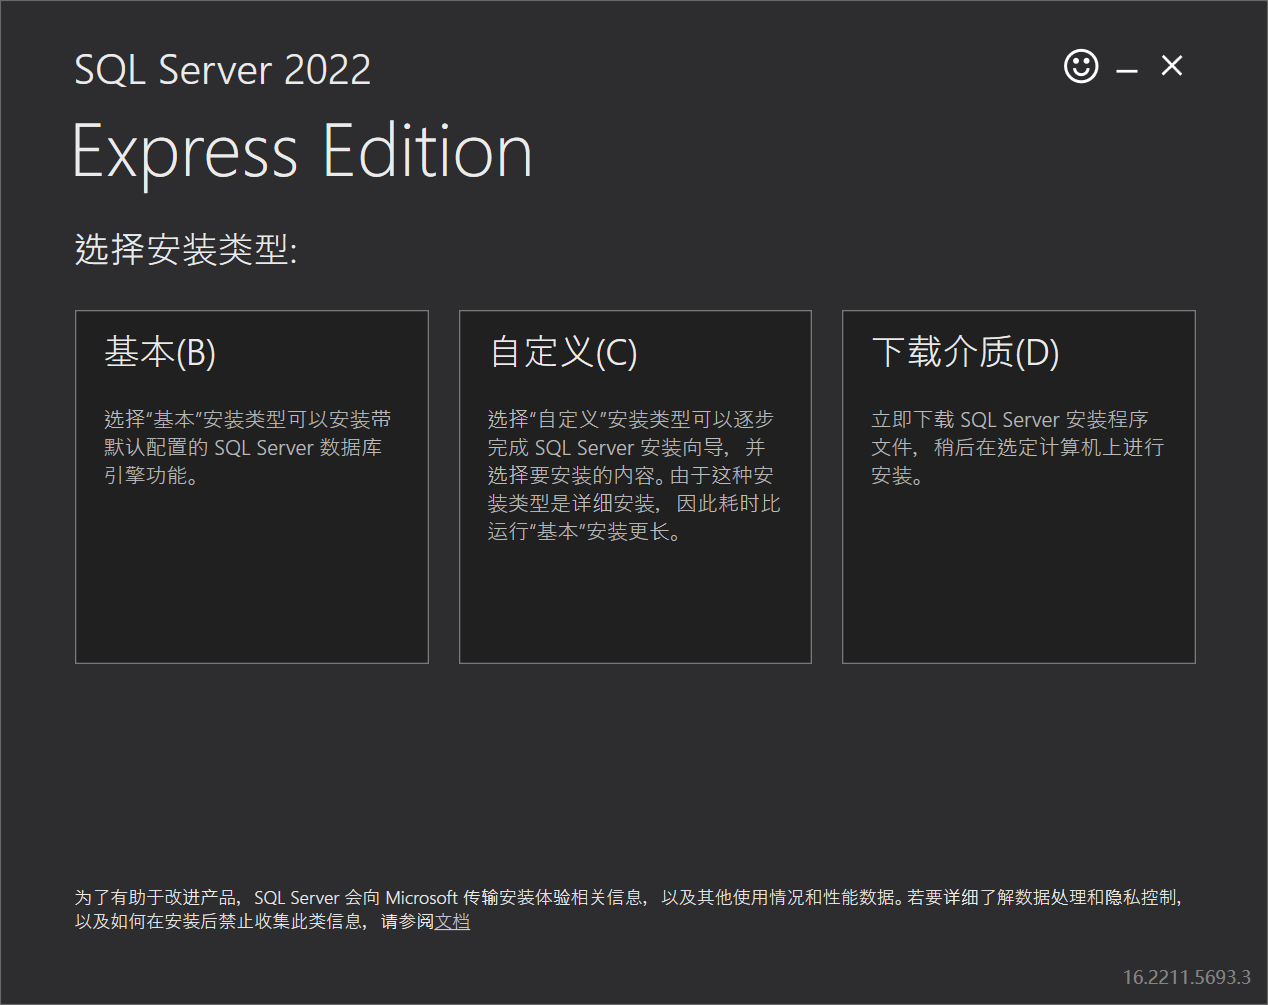 SQL Server 2022
Express Edition
选择安装类型:
基本(B)
选择“基本”安装类型可以安装带
默认配置的 SQL Server 数据库
引擎功能。
自定义(C)
选择“自定义”安装类型可以逐步
完成 SQL Server 安装向导，并
选择要安装的内容。由于这种安
装类型是详细安装，因此耗时比
运行“基本”安装更长。
下载介质(D)
立即下载 SQL Server 安装程序
文件，稍后在选定计算机上进行
安装。
为了有助于改进产品，SQL Server 会向 Microsoft 传输安装体验相关信息，以及其他使用情况和性能数据。若要详细了解数据处理和隐私控制，
以及如何在安装后禁止收集此类信息，请参阅文档
16.2211.5693.3